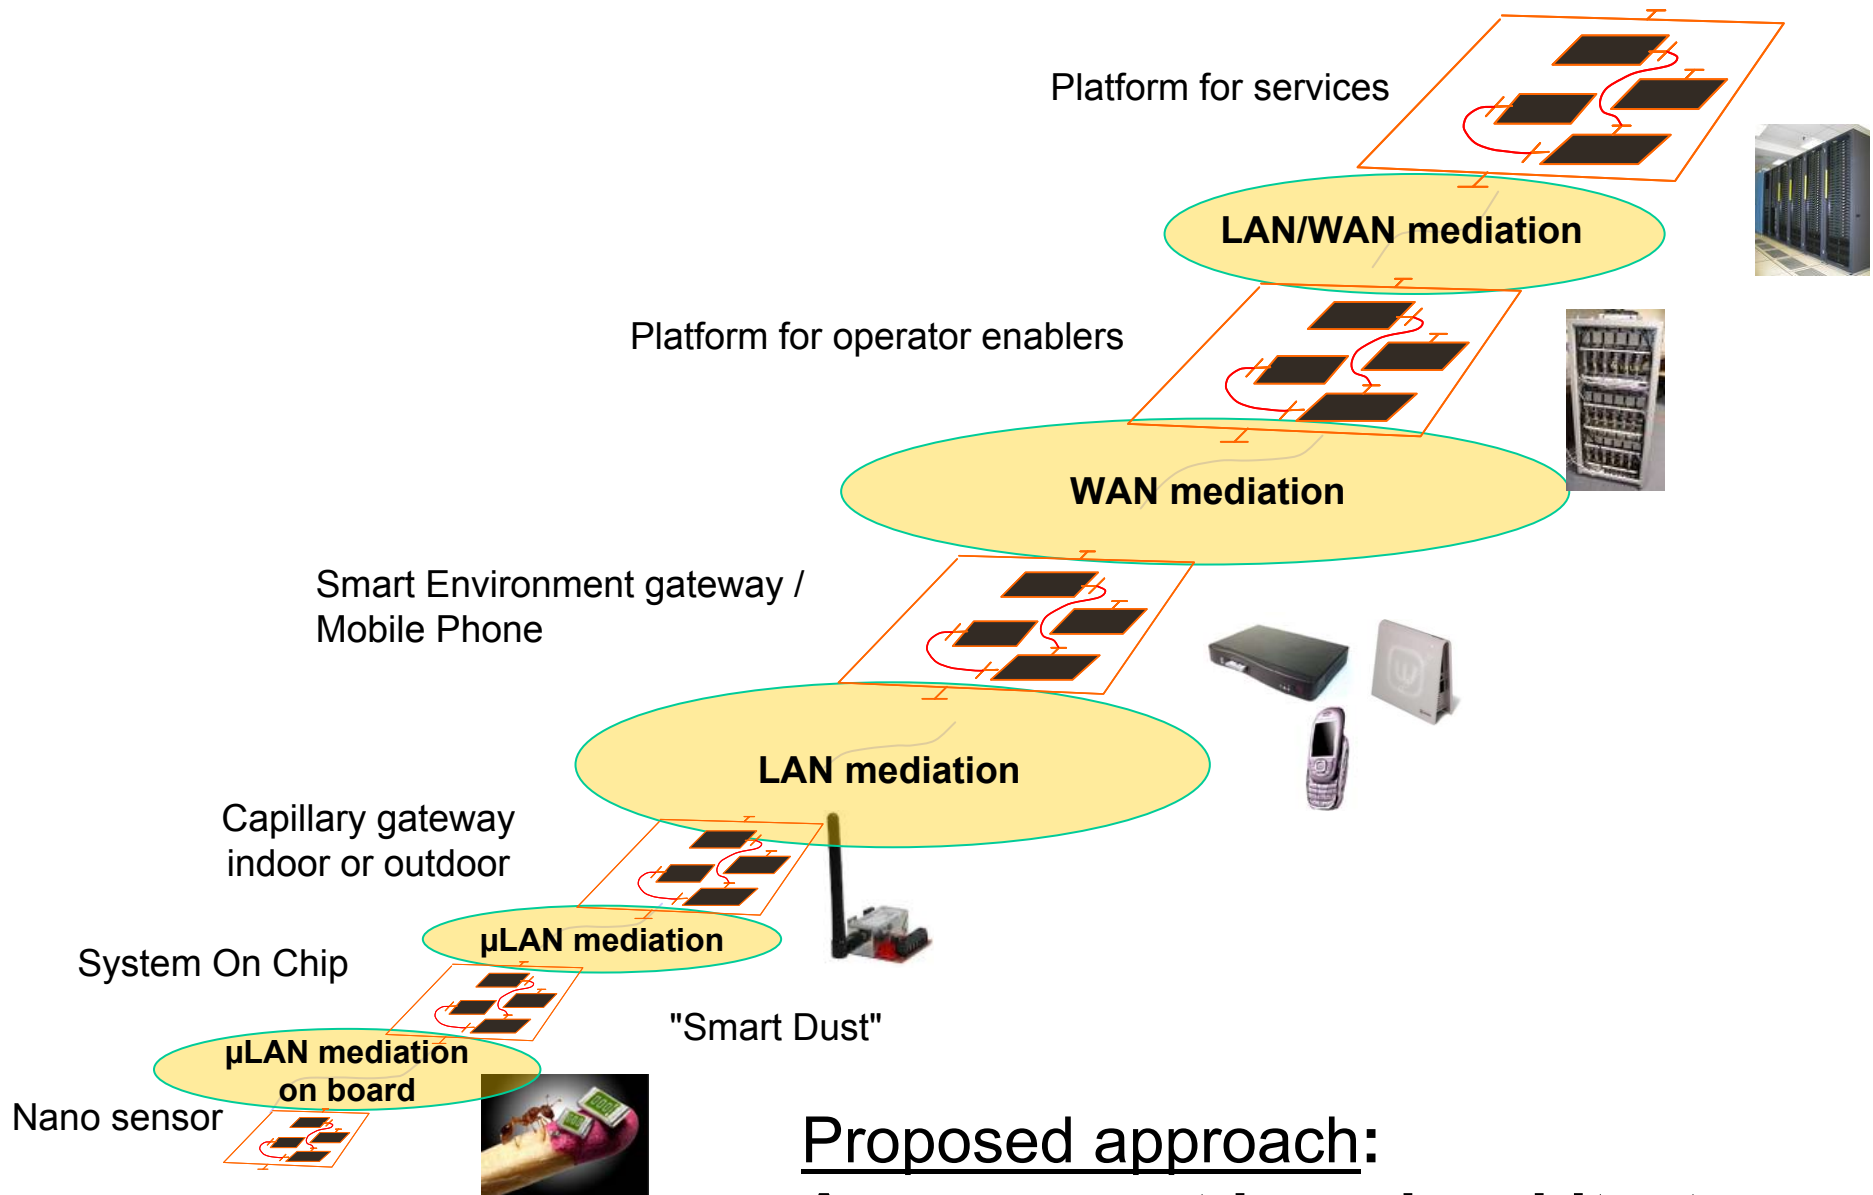 Platform for services
LAN/WAN mediation
Platform for operator enablers
WAN mediation
Smart Environment gateway /
Mobile Phone
LAN mediation
Capillary gateway
indoor or outdoor
µLAN mediation
System On Chip
"Smart Dust"
µLAN mediation
on board
Nano sensor
Proposed approach: